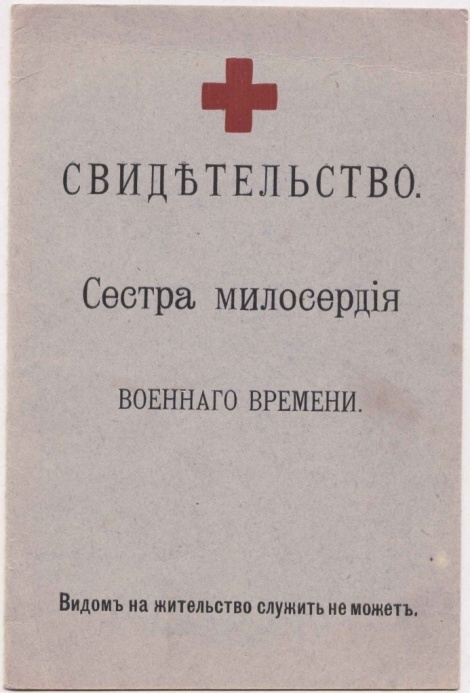 СВИДѢТЕЛЬСТВО.
Сестра милосердія
ВОЕННАГО ВРЕМЕНИ.
Видомъ на жительство служить не можетъ.